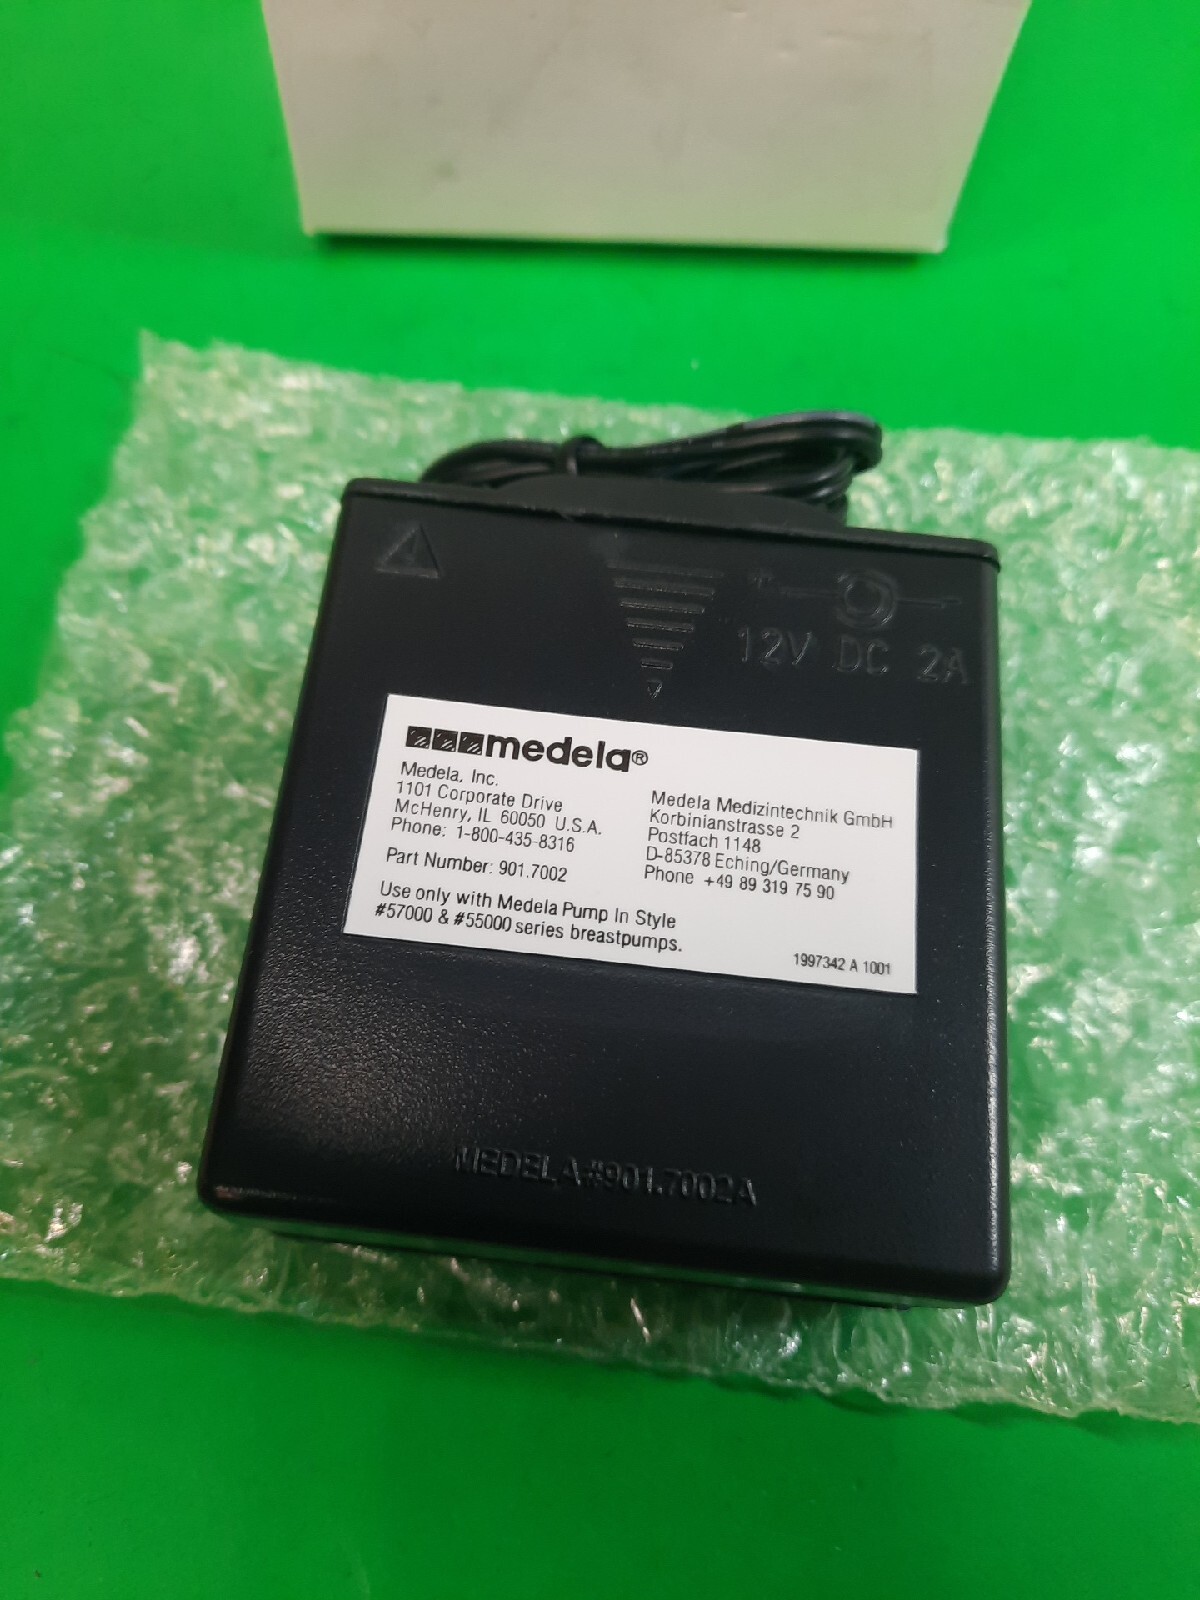 12V DC 2A
medela®
Medela, Inc.
1101 Corporate Drive
McHenry, IL 60050 U.S.A.
Phone: 1-800-435-8316
Part Number: 901.7002
Medela Medizintechnik GmbH
Korbinianstrasse 2
Postfach 1148
D-85378 Eching/Germany
Phone +49 89 319 75 90
Use only with Medela Pump In Style
#57000 & #55000 series breastpumps.
1997342 A 1001
MEDELA#901.7002A